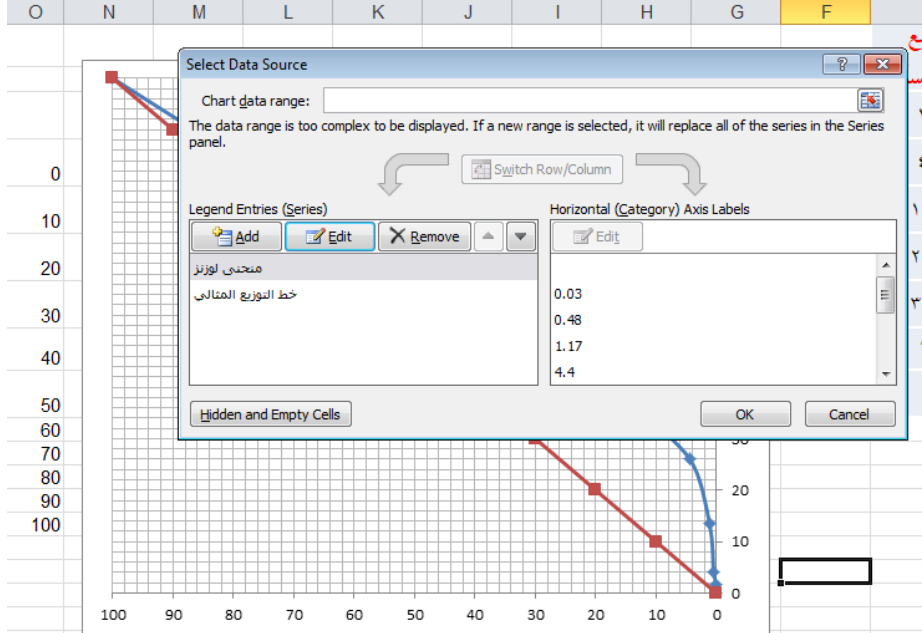 O N M L K J I H G F
Select Data Source
Chart data range:
The data range is too complex to be displayed. If a new range is selected, it will replace all of the series in the Series
panel.
Switch Row/Column
Legend Entries (Series)
Horizontal (Category) Axis Labels
Add Edit Remove
Edit
منحنى لوزنز
خط التوزيع المثالي
0.03
0.48
1.17
4.4
Hidden and Empty Cells
OK Cancel
0
10
20
30
40
50
60
70
80
90
100
30
20
10
0
100 90 80 70 60 50 40 30 20 10 0